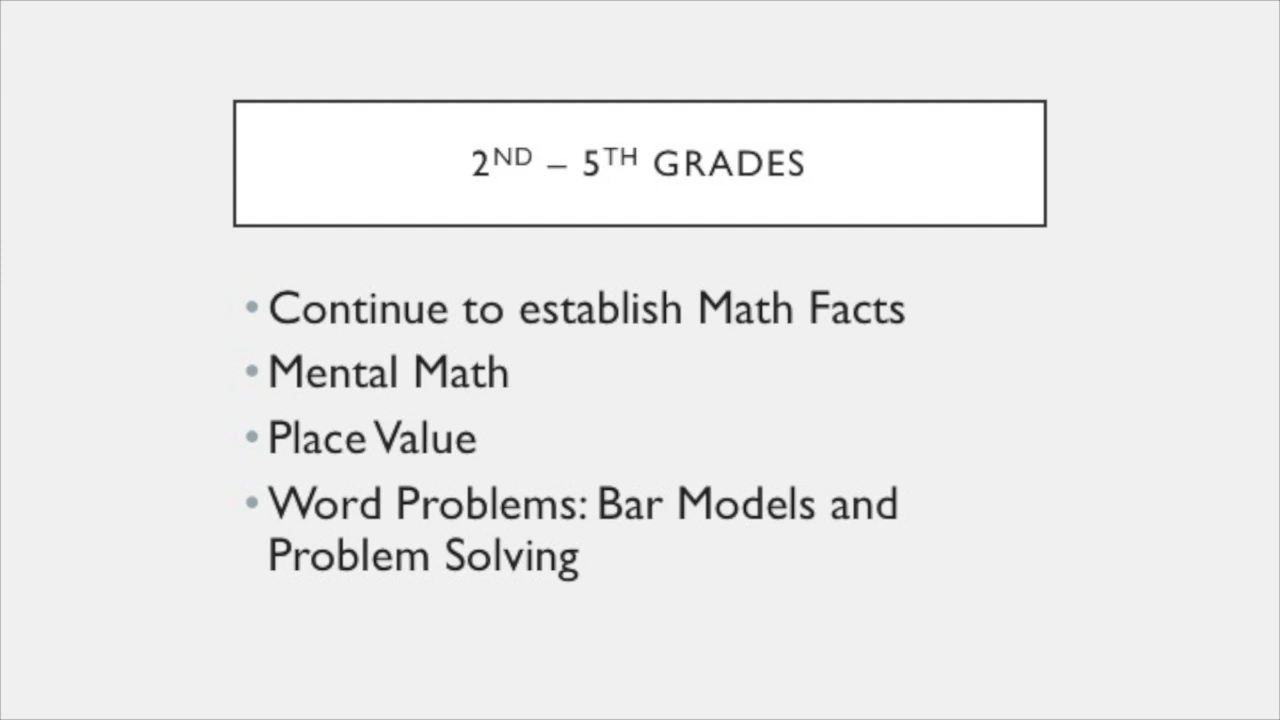 2ND – 5TH GRADES
• Continue to establish Math Facts
• Mental Math
• Place Value
• Word Problems: Bar Models and
Problem Solving